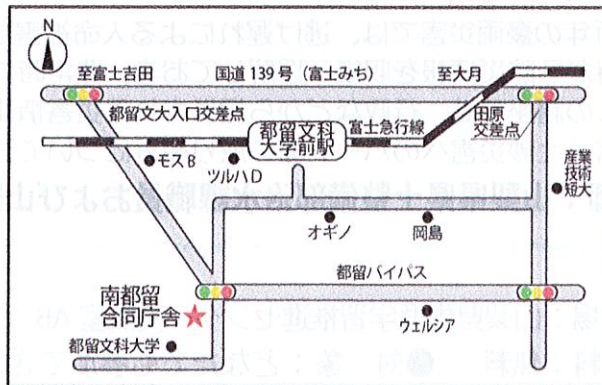 N
至富士吉田
国道139号（富士みち）
至大月
都留文大入口交差点
田原
交差点
都留文科
大学前駅
富士急行線
モスB
ツルハD
産業
技術
短大
オギノ
岡島
都留バイパス
南都留
合同庁舎
ウェルシア
都留文科大学